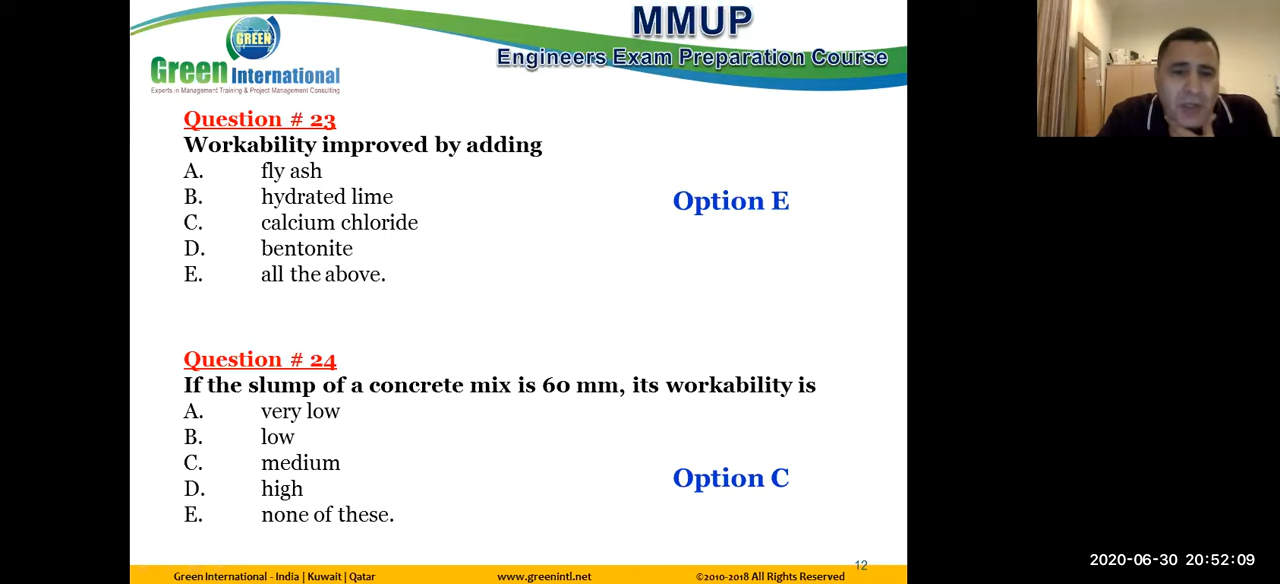 MMUP
Engineers Exam Preparation Course
GREEN
Green International
Experts in Management Training & Project Management Consulting
Question # 23
Workability improved by adding
A. fly ash
B. hydrated lime
C. calcium chloride
D. bentonite
E. all the above.
Option E
Question # 24
If the slump of a concrete mix is 60 mm, its workability is
A. very low
B. low
C. medium
D. high
E. none of these.
Option C
12
Green International - India | Kuwait | Qatar
www.greenintl.net
©2010-2018 All Rights Reserved
2020-06-30 20:52:09